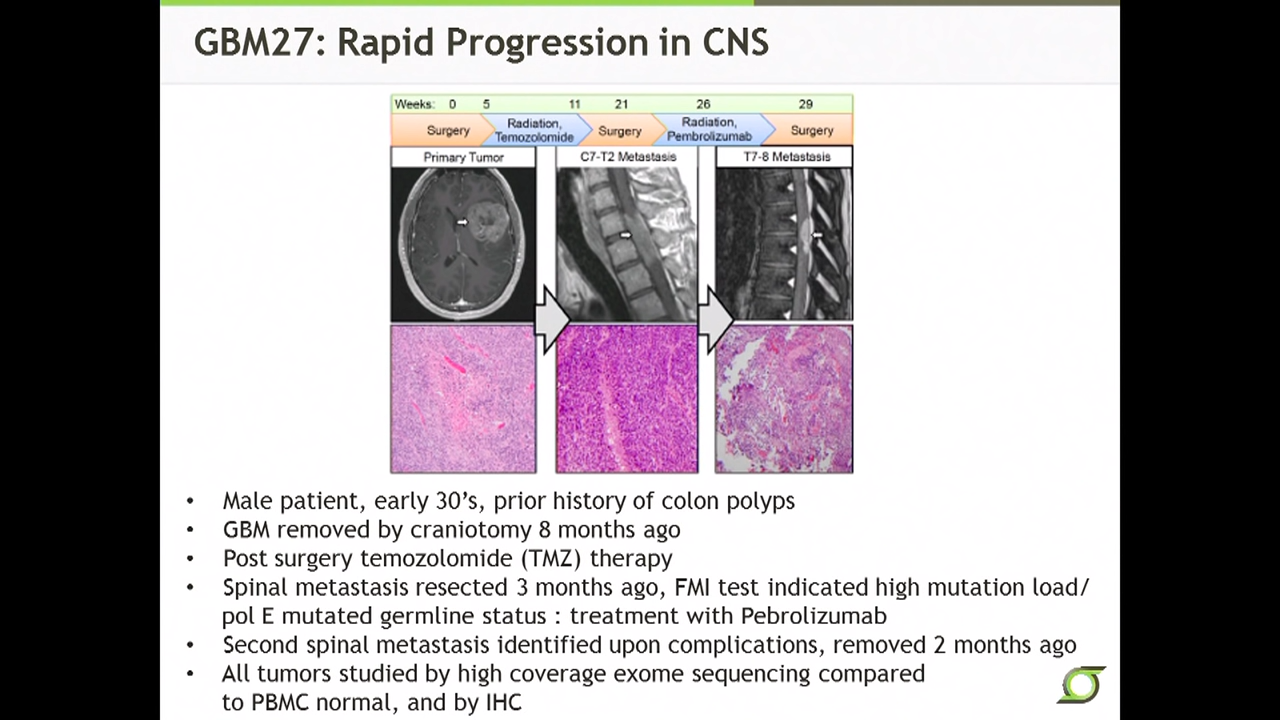 GBM27: Rapid Progression in CNS
Weeks: 0 5 11 21 26 29
Surgery
Radiation,
Temozolomide
Surgery
Radiation,
Pembrolizumab
Surgery
Primary Tumor
C7-T2 Metastasis
T7-8 Metastasis
• Male patient, early 30's, prior history of colon polyps
• GBM removed by craniotomy 8 months ago
• Post surgery temozolomide (TMZ) therapy
• Spinal metastasis resected 3 months ago, FMI test indicated high mutation load/
pol E mutated germline status : treatment with Pebrolizumab
• Second spinal metastasis identified upon complications, removed 2 months ago
• All tumors studied by high coverage exome sequencing compared
to PBMC normal, and by IHC